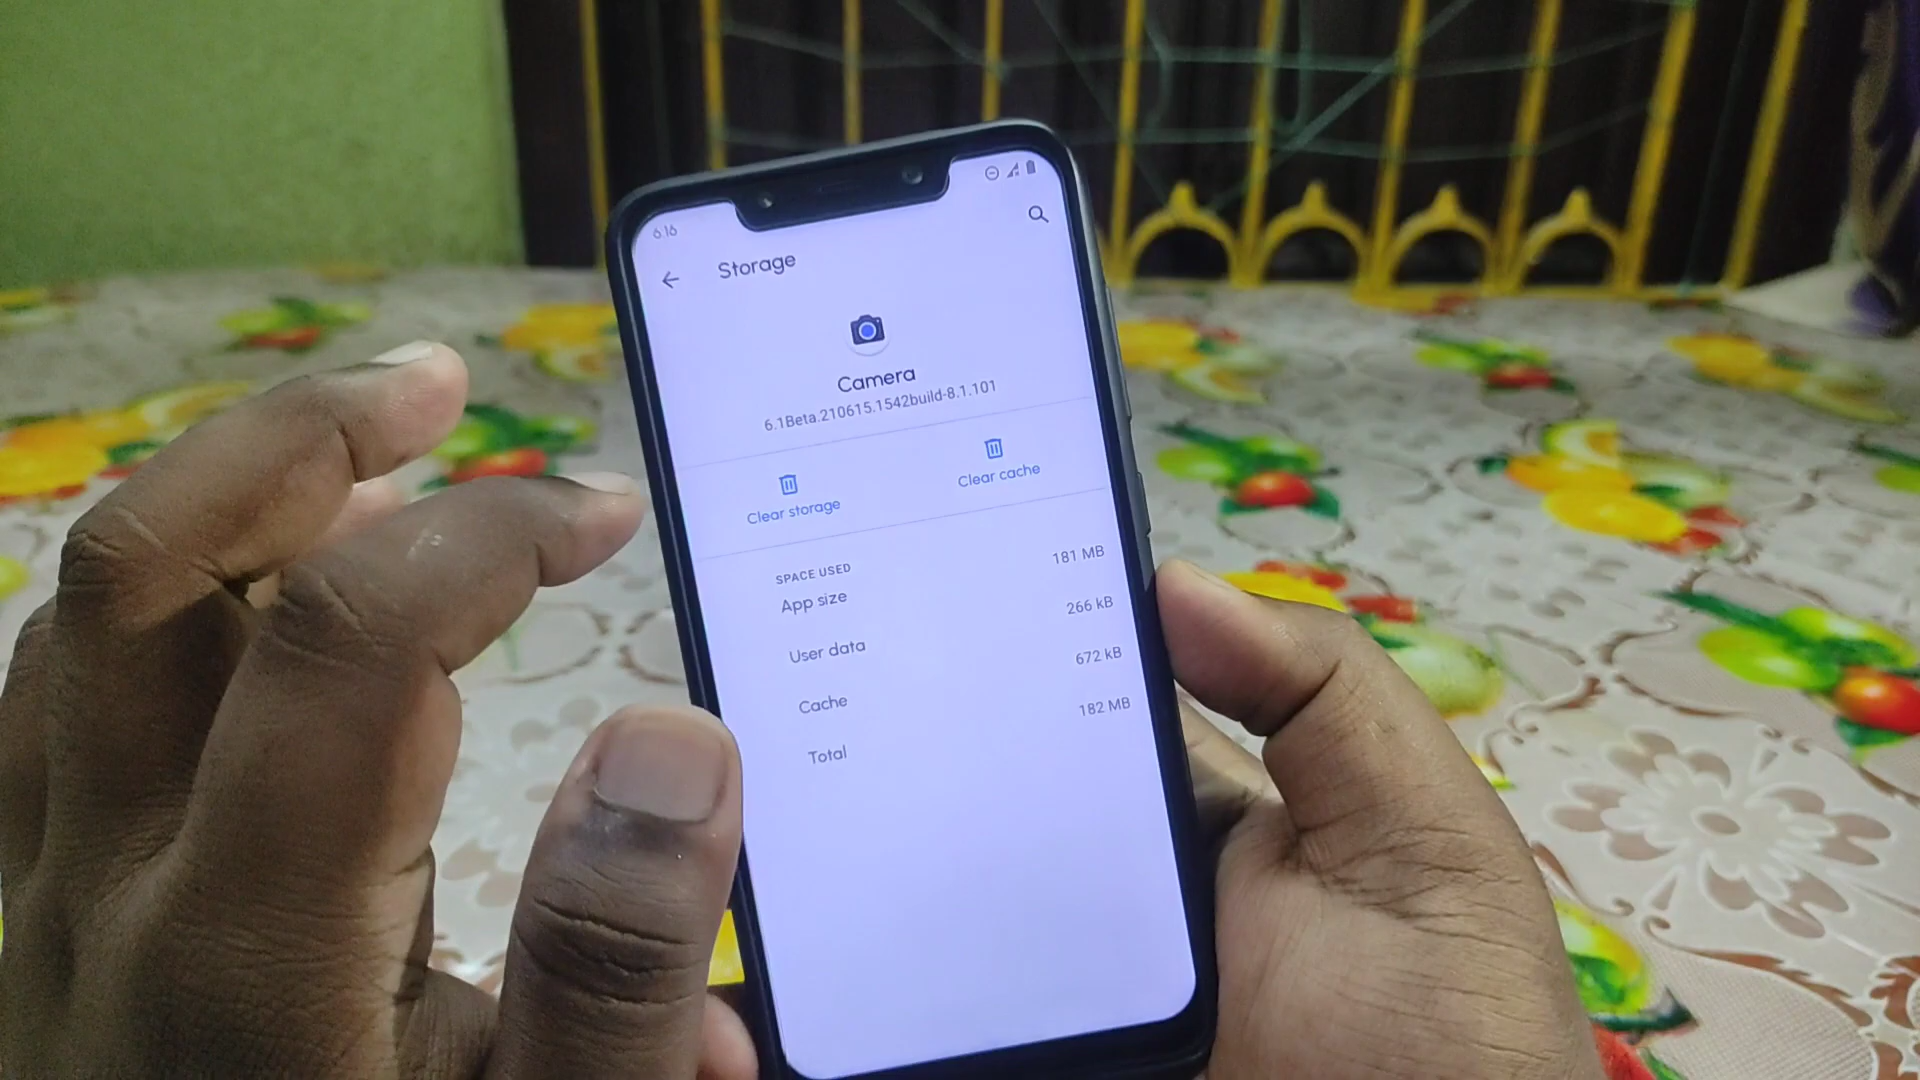 6:16
Storage
Camera
6.1Beta.210615.1542build-8.1.101
Clear storage
Clear cache
SPACE USED
App size
181 MB
User data
266 kB
Cache
672 kB
Total
182 MB